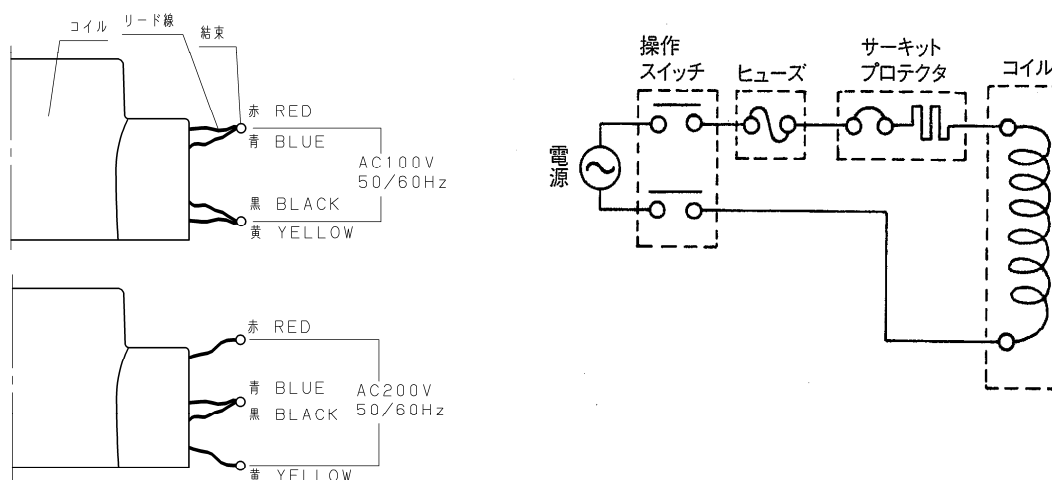 コイル
リード線
結束
赤 RED
青 BLUE
AC100V
50/60Hz
黒 BLACK
黄 YELLOW
赤 RED
青 BLUE
黒 BLACK
AC200V
50/60Hz
黄 YELLOW
操作
スイッチ
ヒューズ
サーキット
プロテクタ
コイル
電源